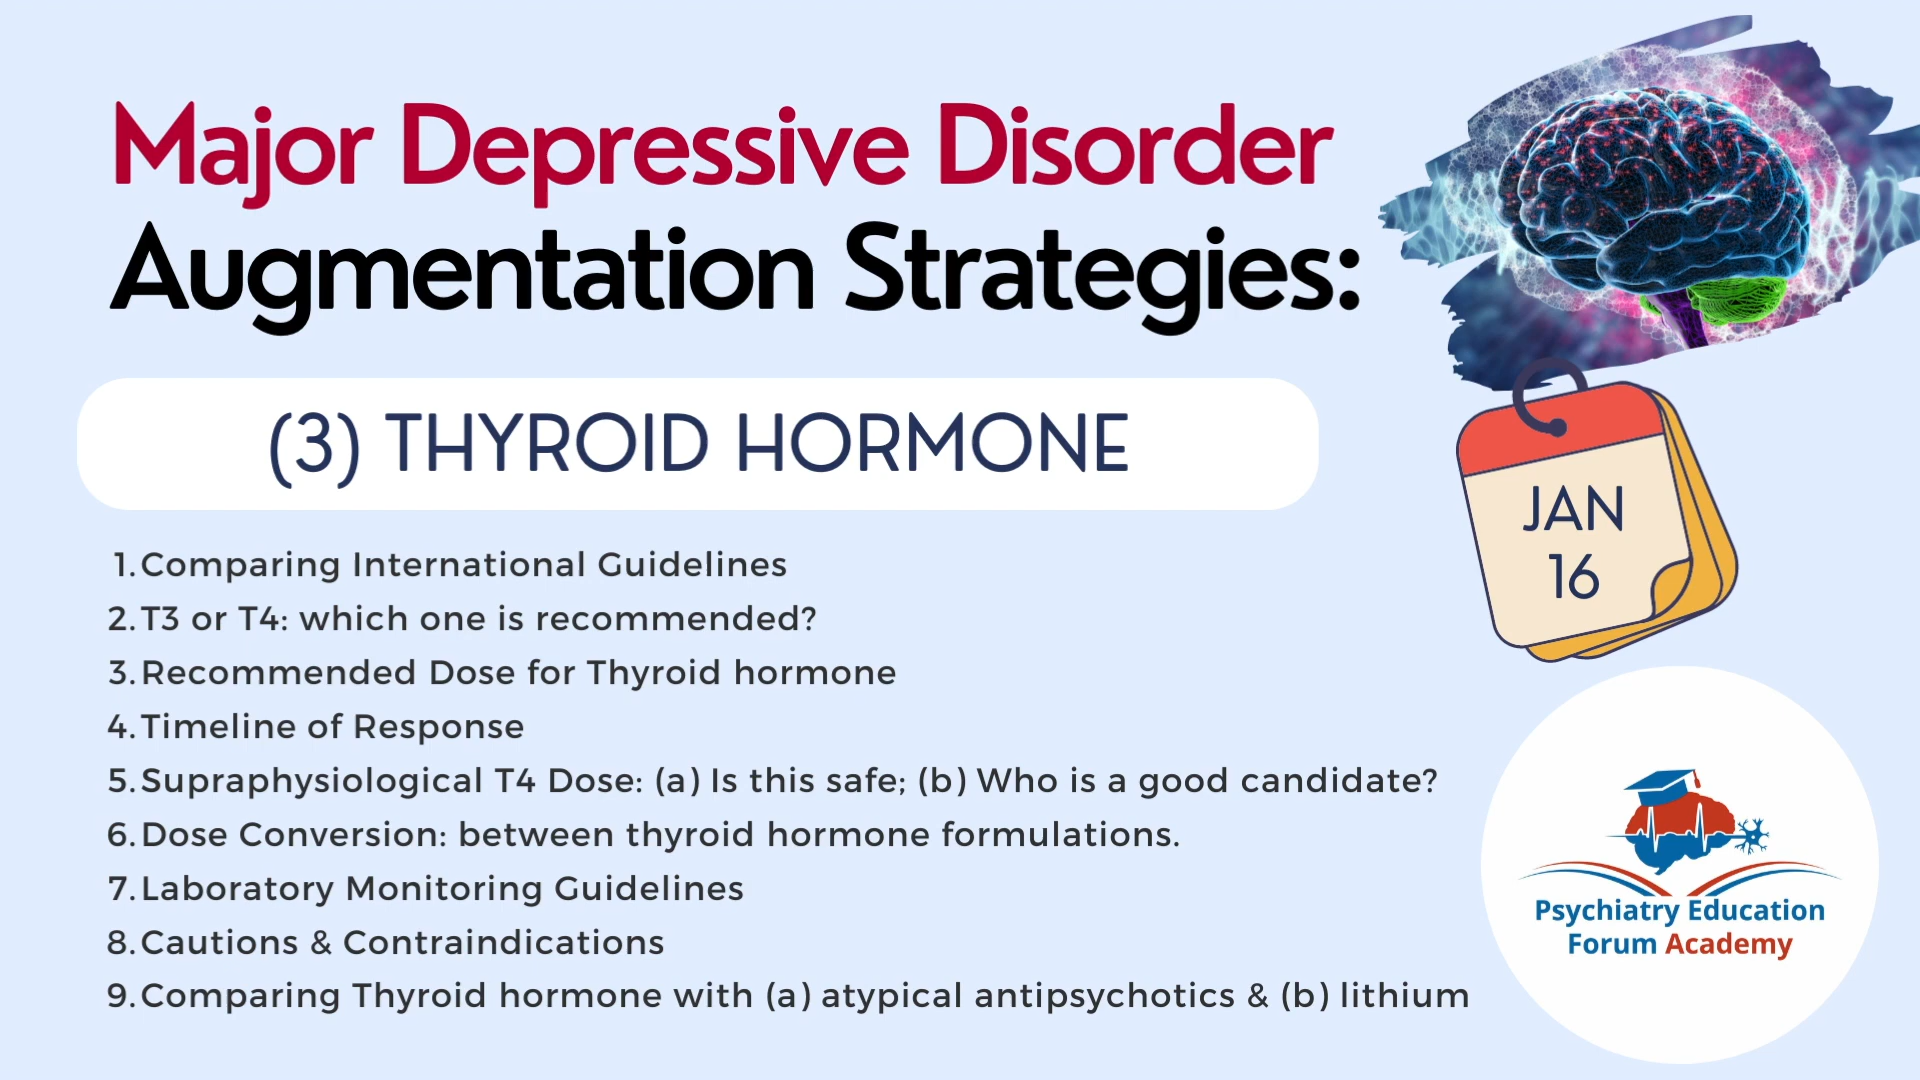 Major Depressive Disorder
Augmentation Strategies:
(3) THYROID HORMONE
JAN
16
1. Comparing International Guidelines
2. T3 or T4: which one is recommended?
3. Recommended Dose for Thyroid hormone
4. Timeline of Response
5. Supraphysiological T4 Dose: (a) Is this safe; (b) Who is a good candidate?
6. Dose Conversion: between thyroid hormone formulations.
7. Laboratory Monitoring Guidelines
8. Cautions & Contraindications
9. Comparing Thyroid hormone with (a) atypical antipsychotics & (b) lithium
Psychiatry Education
Forum Academy